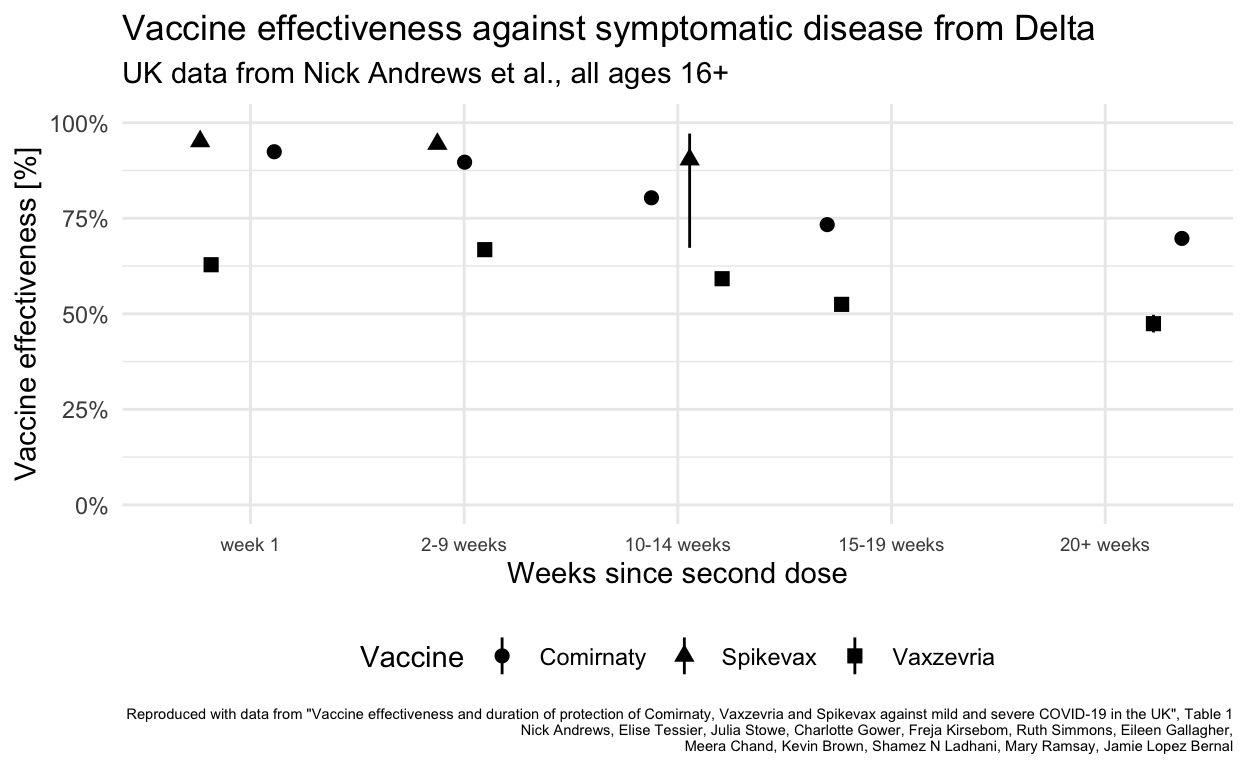 Vaccine effectiveness against symptomatic disease from Delta
UK data from Nick Andrews et al., all ages 16+
Vaccine effectiveness [%]
100%
75%
50%
25%
0%
week 1
2-9 weeks
10-14 weeks
15-19 weeks
20+ weeks
Weeks since second dose
Vaccine
Comirnaty
Spikevax
Vaxzevria
Reproduced with data from "Vaccine effectiveness and duration of protection of Comirnaty, Vaxzevria and Spikevax against mild and severe COVID-19 in the UK", Table 1
Nick Andrews, Elise Tessier, Julia Stowe, Charlotte Gower, Freja Kirsebom, Ruth Simmons, Eileen Gallagher,
Meera Chand, Kevin Brown, Shamez N Ladhani, Mary Ramsay, Jamie Lopez Bernal